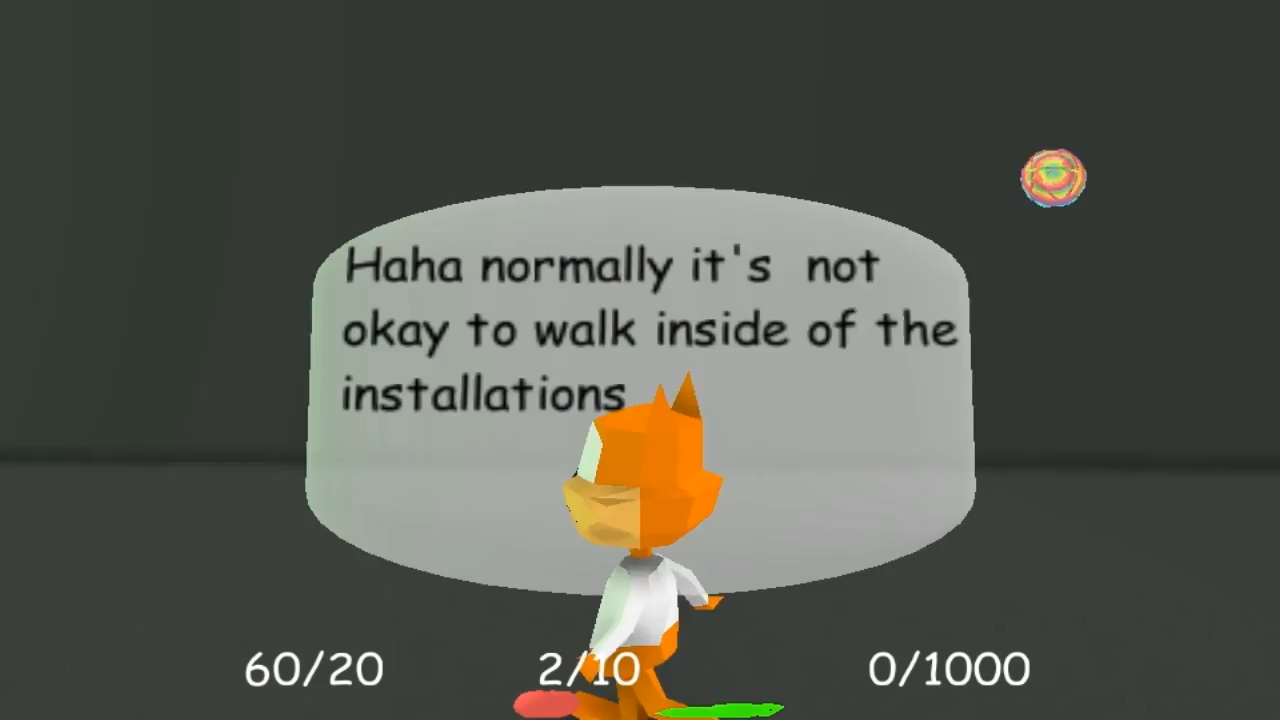 Haha normally it's  not
okay to walk inside of the
installations
60/20 2/10 0/1000